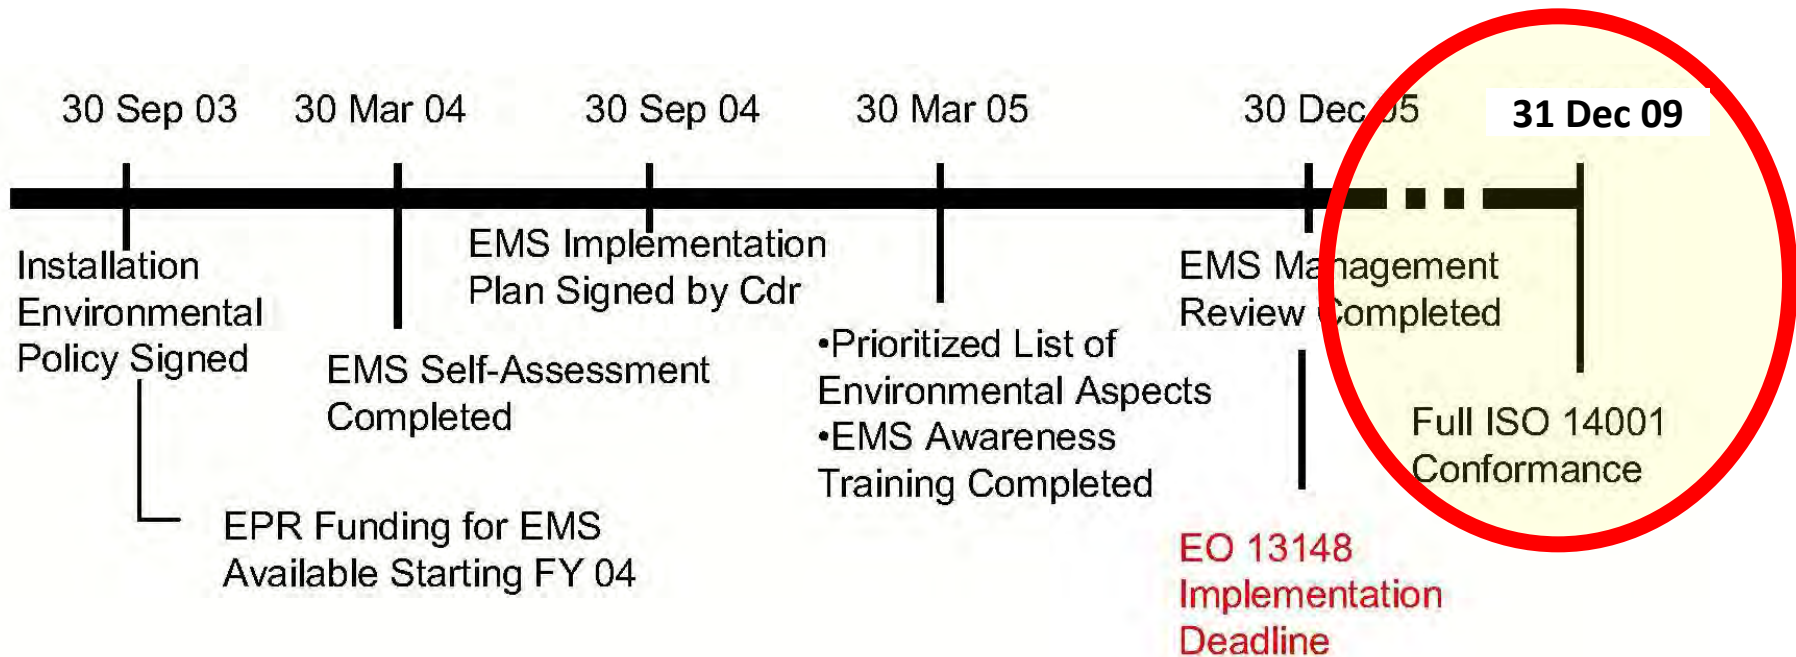 30 Sep 03
30 Mar 04
30 Sep 04
30 Mar 05
30 Dec 05
31 Dec 09
Installation
Environmental
Policy Signed
EPR Funding for EMS
Available Starting FY 04
EMS Self-Assessment
Completed
EMS Implementation
Plan Signed by Cdr
•Prioritized List of
Environmental Aspects
•EMS Awareness
Training Completed
EMS Management
Review Completed
EO 13148
Implementation
Deadline
Full ISO 14001
Conformance